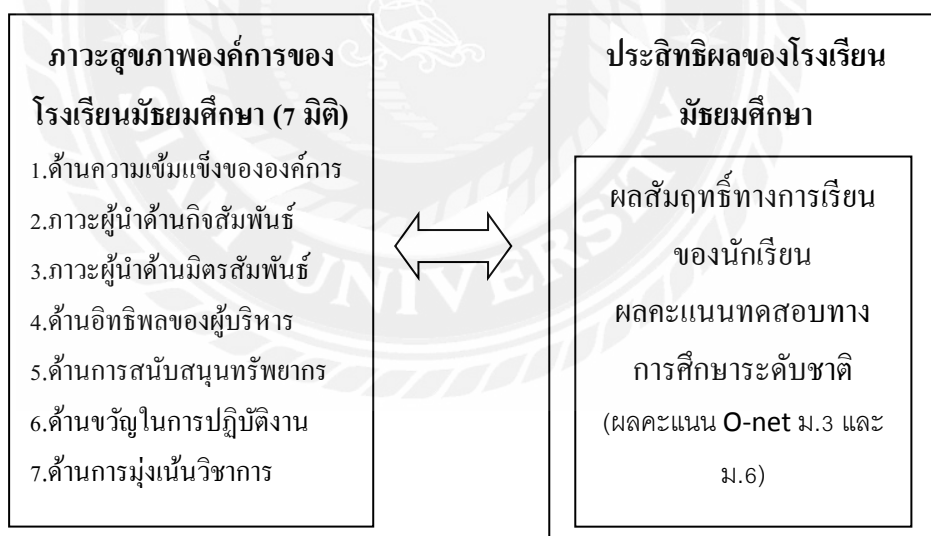 ภาวะสุขภาพองค์การของ
โรงเรียนมัธยมศึกษา (7 มิติ)
1.ด้านความเข้มแข็งขององค์การ
2.ภาวะผู้นำด้านกิจสัมพันธ์
3.ภาวะผู้นำด้านมิตรสัมพันธ์
4.ด้านอิทธิพลของผู้บริหาร
5.ด้านการสนับสนุนทรัพยากร
6.ด้านขวัญในการปฏิบัติงาน
7.ด้านการมุ่งเน้นวิชาการ
ประสิทธิผลของโรงเรียน
มัธยมศึกษา
ผลสัมฤทธิ์ทางการเรียน
ของนักเรียน
ผลคะแนนทดสอบทาง
การศึกษาระดับชาติ
(ผลคะแนน O-net ม.3 และ
ม.6)
UNIVERSITY